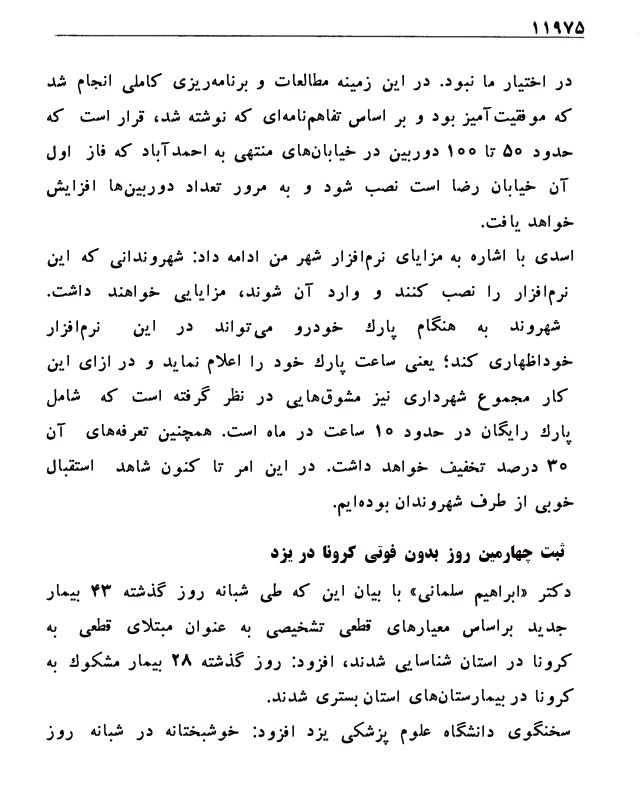 ۱۱۹۷۵
در اختیار ما نبود. در این زمینه مطالعات و برنامه‌ریزی کاملی انجام شد
که موفقیت‌آمیز بود و بر اساس تفاهم‌نامه‌ای که نوشته شد، قرار است که
حدود ۵۰ تا ۱۰۰ دوربین در خیابان‌های منتهی به احمدآباد که فاز اول
آن خیابان رضا است نصب شود و به مرور تعداد دوربین‌ها افزایش
خواهد یافت.
اسدی با اشاره به مزایای نرم‌افزار شهر من ادامه داد: شهروندانی که این
نرم‌افزار را نصب کنند و وارد آن شوند، مزایایی خواهند داشت.
شهروند به هنگام پارك خودرو می‌تواند در این نرم‌افزار
خوداظهاری کند؛ یعنی ساعت پارك خود را اعلام نماید و در ازای این
کار مجموع شهرداری نیز مشوق‌هایی در نظر گرفته است که شامل
پارك رایگان در حدود ۱۰ ساعت در ماه است. همچنین تعرفه‌های آن
۳۰ درصد تخفیف خواهد داشت. در این امر تا کنون شاهد استقبال
خوبی از طرف شهروندان بوده‌ایم.
ثبت چهارمین روز بدون فوتی کرونا در یزد
دکتر «ابراهیم سلمانی» با بیان این که طی شبانه روز گذشته ۴۳ بیمار
جدید براساس معیارهای قطعی تشخیصی به عنوان مبتلای قطعی به
کرونا در استان شناسایی شدند، افزود: روز گذشته ۲۸ بیمار مشکوك به
کرونا در بیمارستان‌های استان بستری شدند.
سخنگوی دانشگاه علوم پزشکی یزد افزود: خوشبختانه در شبانه روز